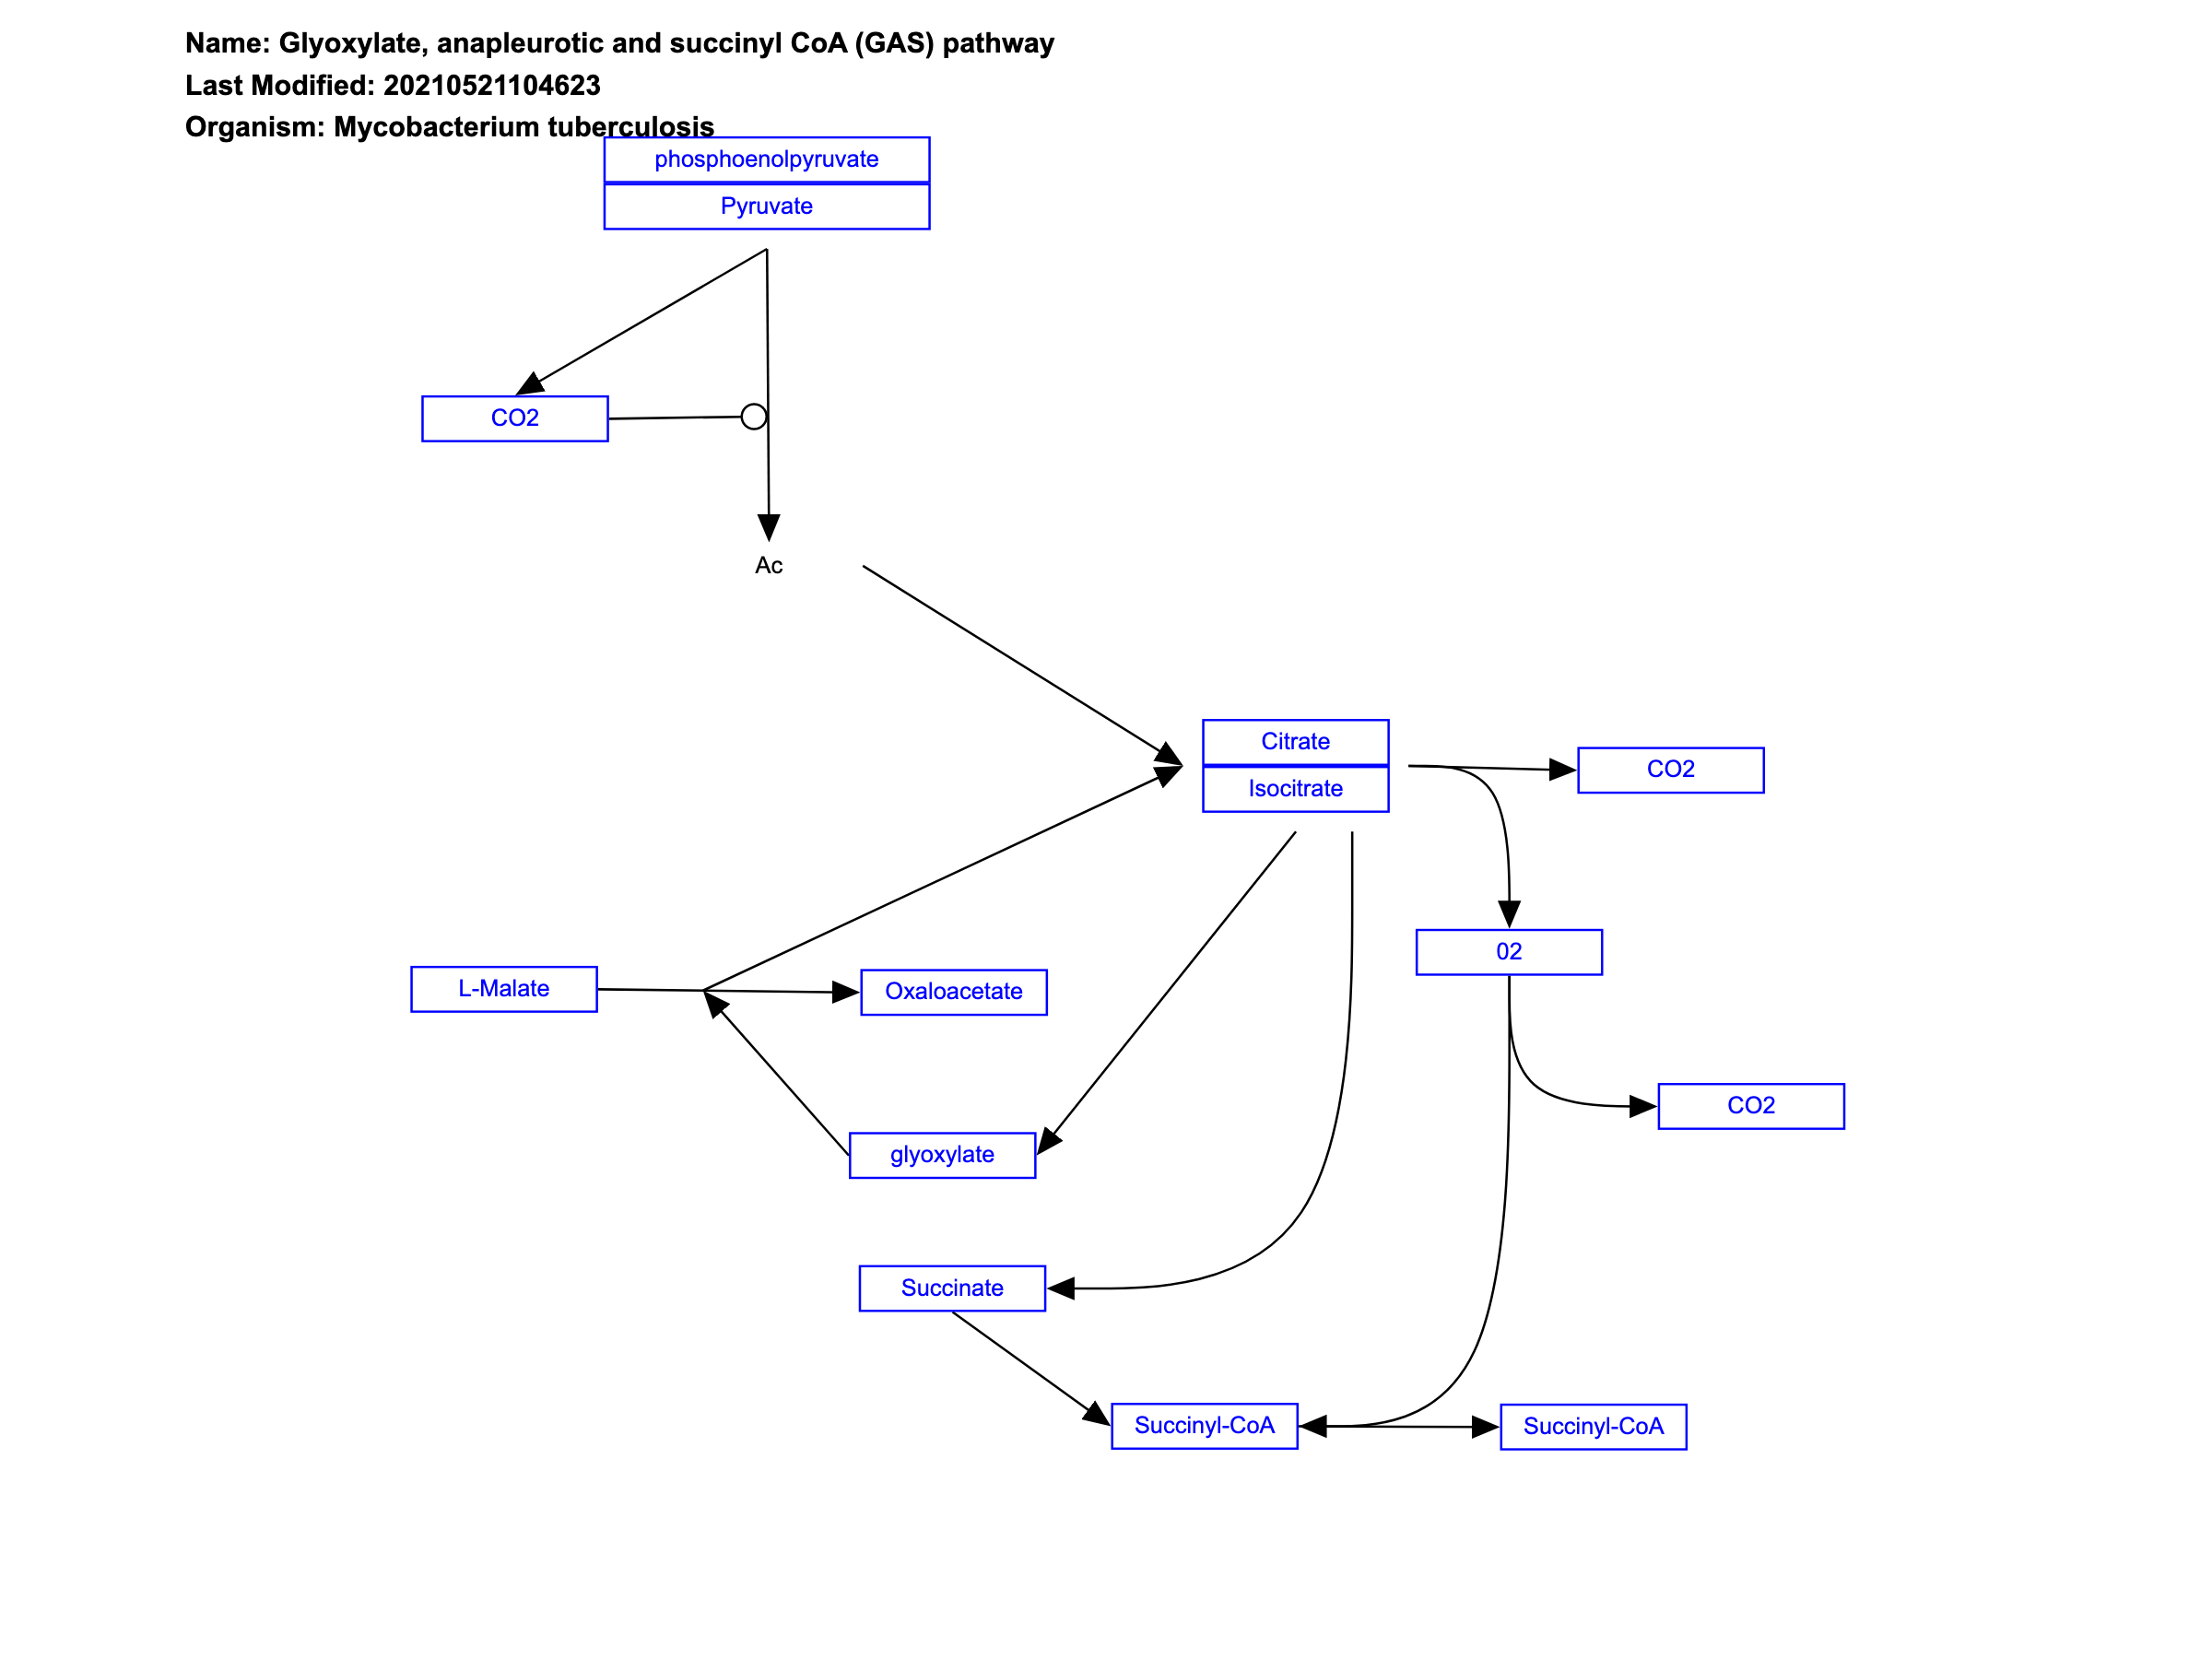 Name: Glyoxylate, anapleurotic and succinyl CoA (GAS) pathway
Last Modified: 20210521104623
Organism: Mycobacterium tuberculosis
phosphoenolpyruvate
Pyruvate
CO2
Ac
Citrate
Isocitrate
CO2
02
L-Malate
Oxaloacetate
CO2
glyoxylate
Succinate
Succinyl-CoA
Succinyl-CoA